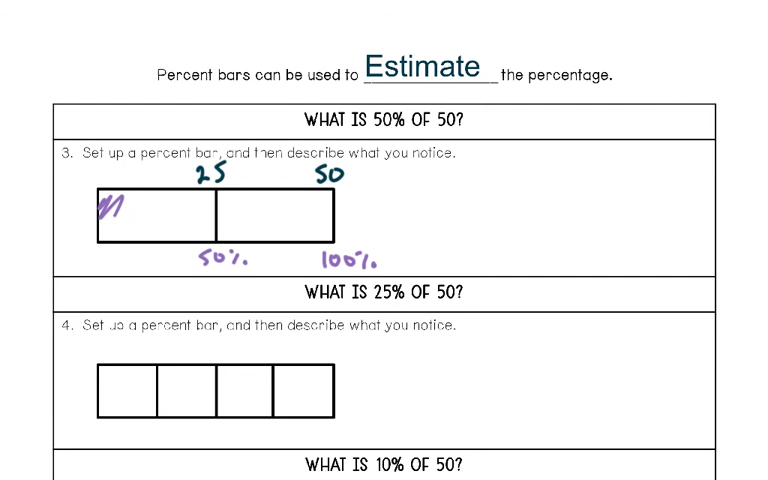 Percent bars can be used to Estimate the percentage.
WHAT IS 50% OF 50?
3. Set up a percent bar, and then describe what you notice.
25 50
50% 100%
WHAT IS 25% OF 50?
4. Set up a percent bar, and then describe what you notice.
WHAT IS 10% OF 50?